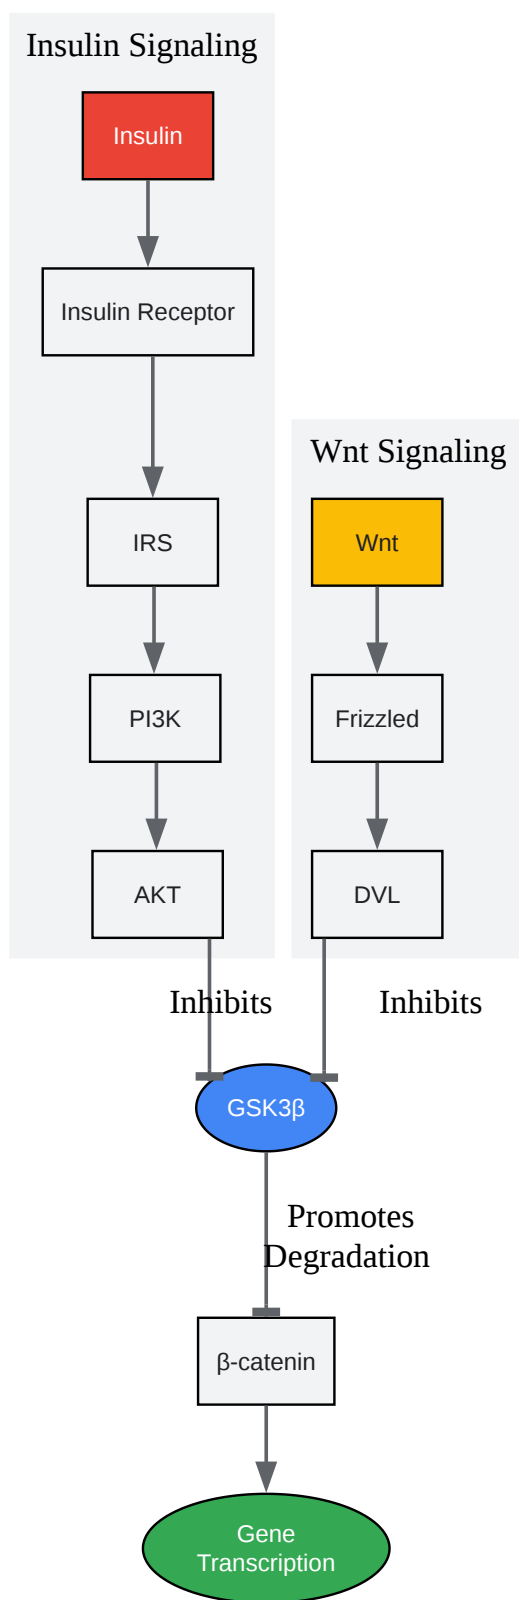 Insulin Signaling
Insulin
Insulin Receptor
IRS
PI3K
AKT
Wnt Signaling
Wnt
Frizzled
DVL
Inhibits
Inhibits
GSK3β
Promotes
Degradation
β-catenin
Gene
Transcription